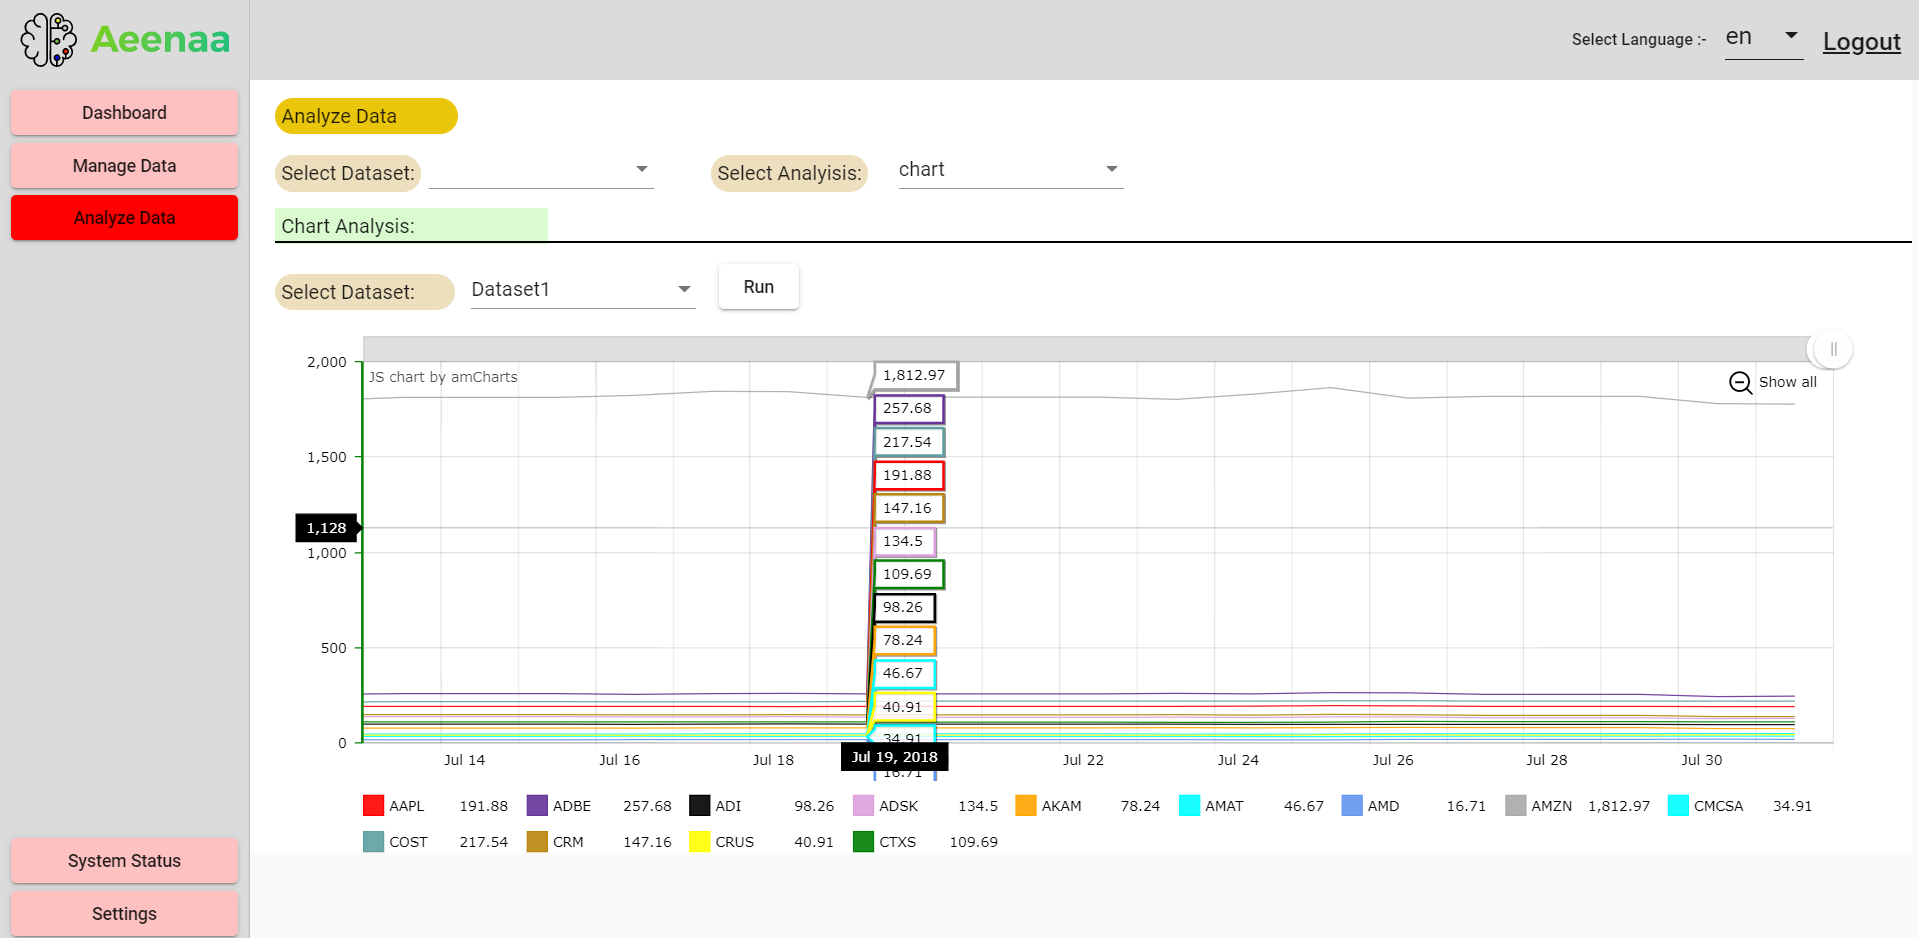 Aeenaa
Select Language :- en Logout
Dashboard
Manage Data
Analyze Data
System Status
Settings
Analyze Data
Select Dataset: Select Analyisis: chart
Chart Analysis:
Select Dataset: Dataset1 Run
JS chart by amCharts
Show all
2,000
1,500
1,128
1,000
500
0
1,812.97
257.68
217.54
191.88
147.16
134.5
109.69
98.26
78.24
46.67
40.91
34.91
16.71
Jul 14 Jul 16 Jul 18 Jul 19, 2018 Jul 22 Jul 24 Jul 26 Jul 28 Jul 30
AAPL 191.88 ADBE 257.68 ADI 98.26 ADSK 134.5 AKAM 78.24 AMAT 46.67 AMD 16.71 AMZN 1,812.97 CMCSA 34.91
COST 217.54 CRM 147.16 CRUS 40.91 CTXS 109.69